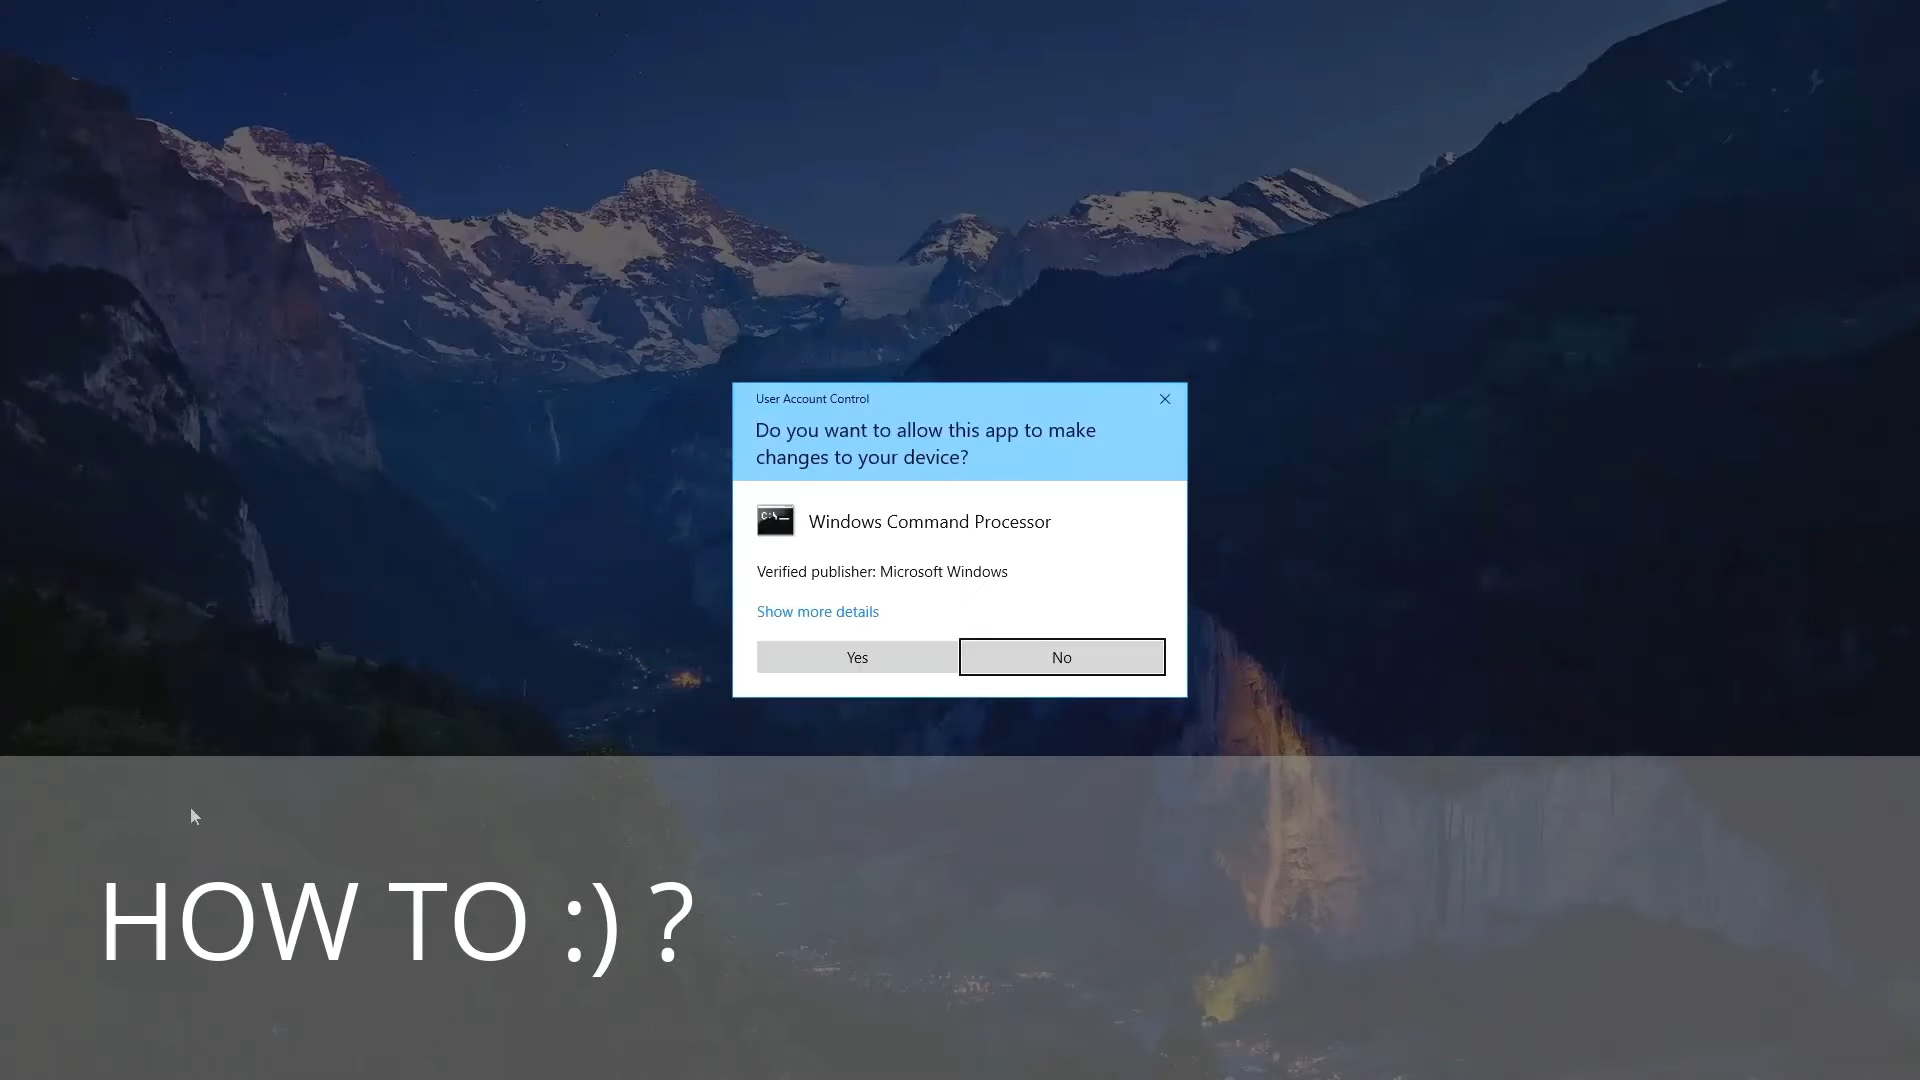 User Account Control
Do you want to allow this app to make
changes to your device?
C:\_
Windows Command Processor
Verified publisher: Microsoft Windows
Show more details
Yes
No
HOW TO :) ?